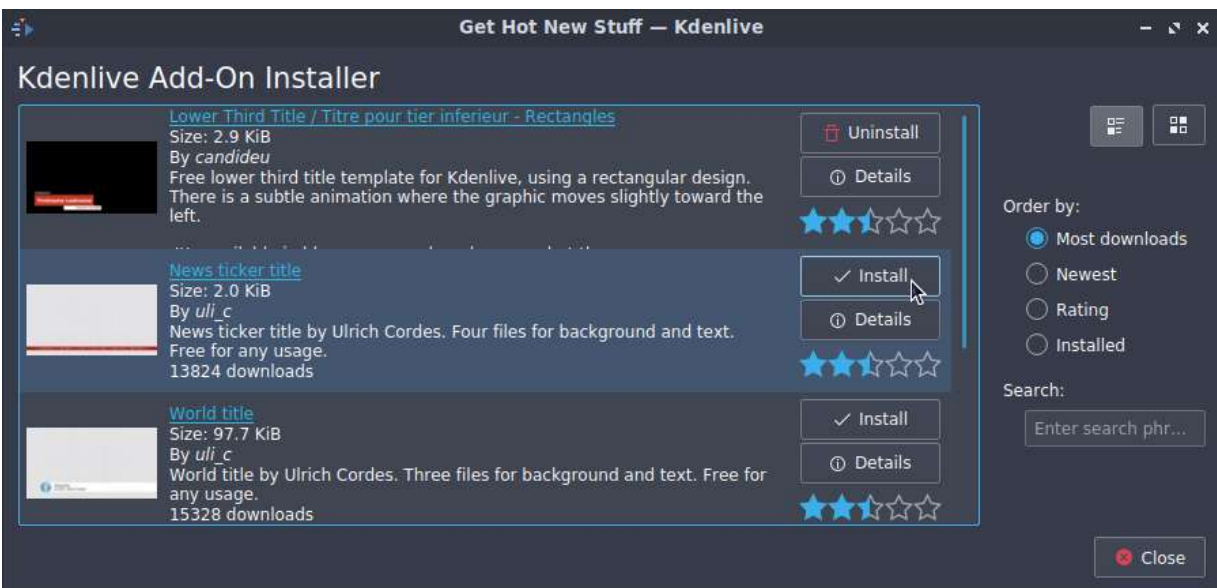 Get Hot New Stuff — Kdenlive
Kdenlive Add-On Installer
Lower Third Title / Titre pour tier inferieur - Rectangles
Size: 2.9 KiB
By candideu
Free lower third title template for Kdenlive, using a rectangular design.
There is a subtle animation where the graphic moves slightly toward the
left.
Uninstall
Details
News ticker title
Size: 2.0 KiB
By uli_c
News ticker title by Ulrich Cordes. Four files for background and text.
Free for any usage.
13824 downloads
Install
Details
World title
Size: 97.7 KiB
By uli_c
World title by Ulrich Cordes. Three files for background and text. Free for
any usage.
15328 downloads
Install
Details
Order by:
Most downloads
Newest
Rating
Installed
Search:
Enter search phr...
Close